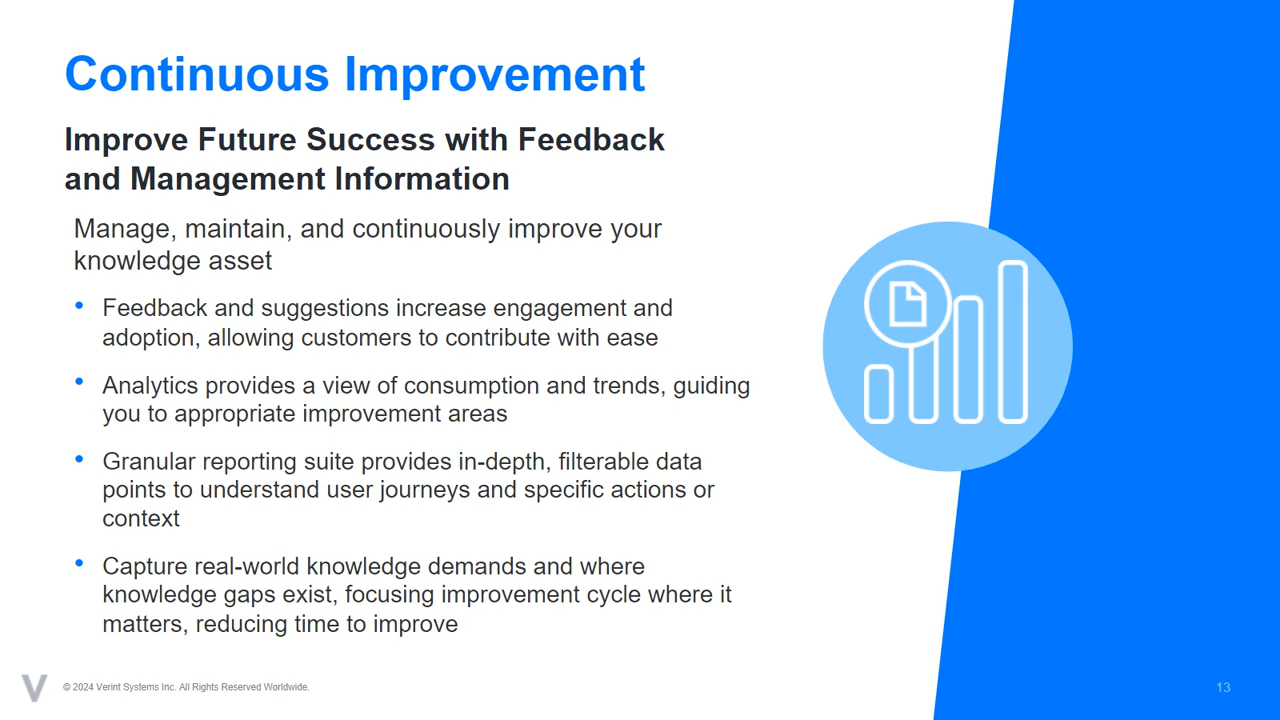 Continuous Improvement
Improve Future Success with Feedback
and Management Information
Manage, maintain, and continuously improve your
knowledge asset
• Feedback and suggestions increase engagement and
adoption, allowing customers to contribute with ease
• Analytics provides a view of consumption and trends, guiding
you to appropriate improvement areas
• Granular reporting suite provides in-depth, filterable data
points to understand user journeys and specific actions or
context
• Capture real-world knowledge demands and where
knowledge gaps exist, focusing improvement cycle where it
matters, reducing time to improve
© 2024 Verint Systems Inc. All Rights Reserved Worldwide.
13